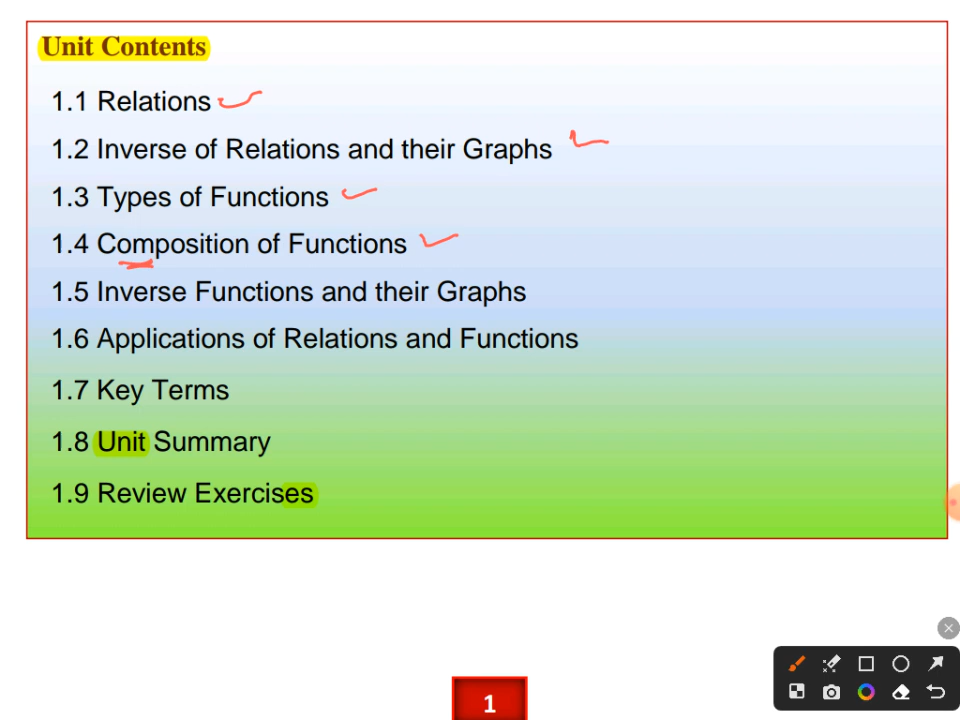 Unit Contents
1.1 Relations
1.2 Inverse of Relations and their Graphs
1.3 Types of Functions
1.4 Composition of Functions
1.5 Inverse Functions and their Graphs
1.6 Applications of Relations and Functions
1.7 Key Terms
1.8 Unit Summary
1.9 Review Exercises
1